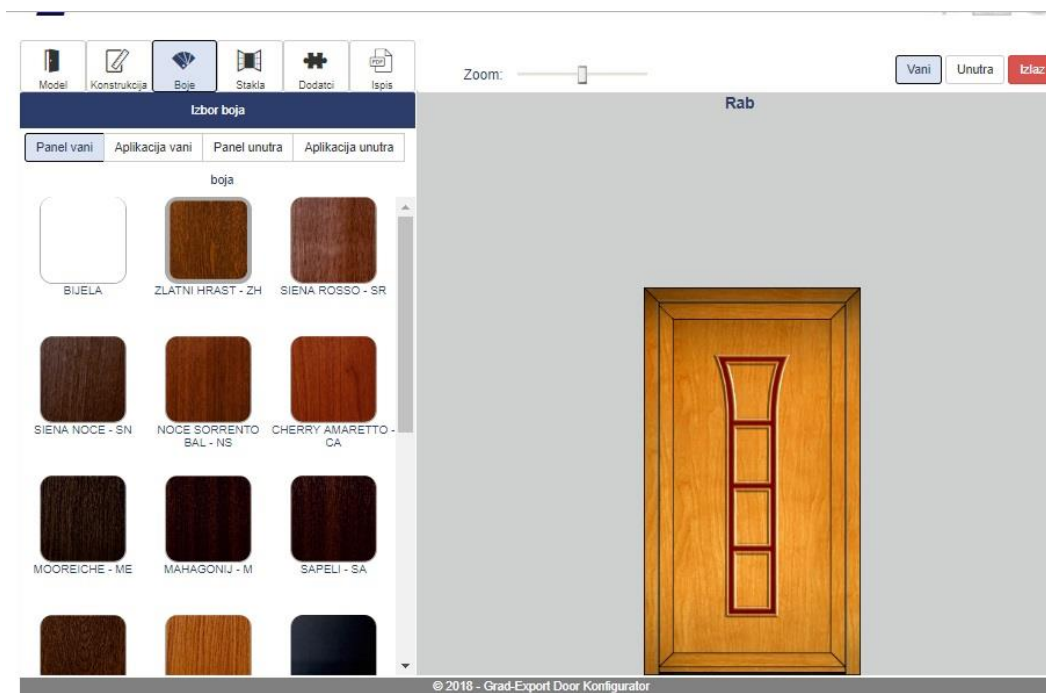 Model
Konstrukcija
Boje
Stakla
Dodatci
PDF
Ispis
Zoom:
Vani
Unutra
Izlaz
Izbor boja
Rab
Panel vani
Aplikacija vani
Panel unutra
Aplikacija unutra
boja
BIJELA
ZLATNI HRAST - ZH
SIENA ROSSO - SR
SIENA NOCE - SN
NOCE SORRENTO
BAL - NS
CHERRY AMARETTO -
CA
MOOREICHE - ME
MAHAGONIJ - M
SAPELI - SA
© 2018 - Grad-Export Door Konfigurator